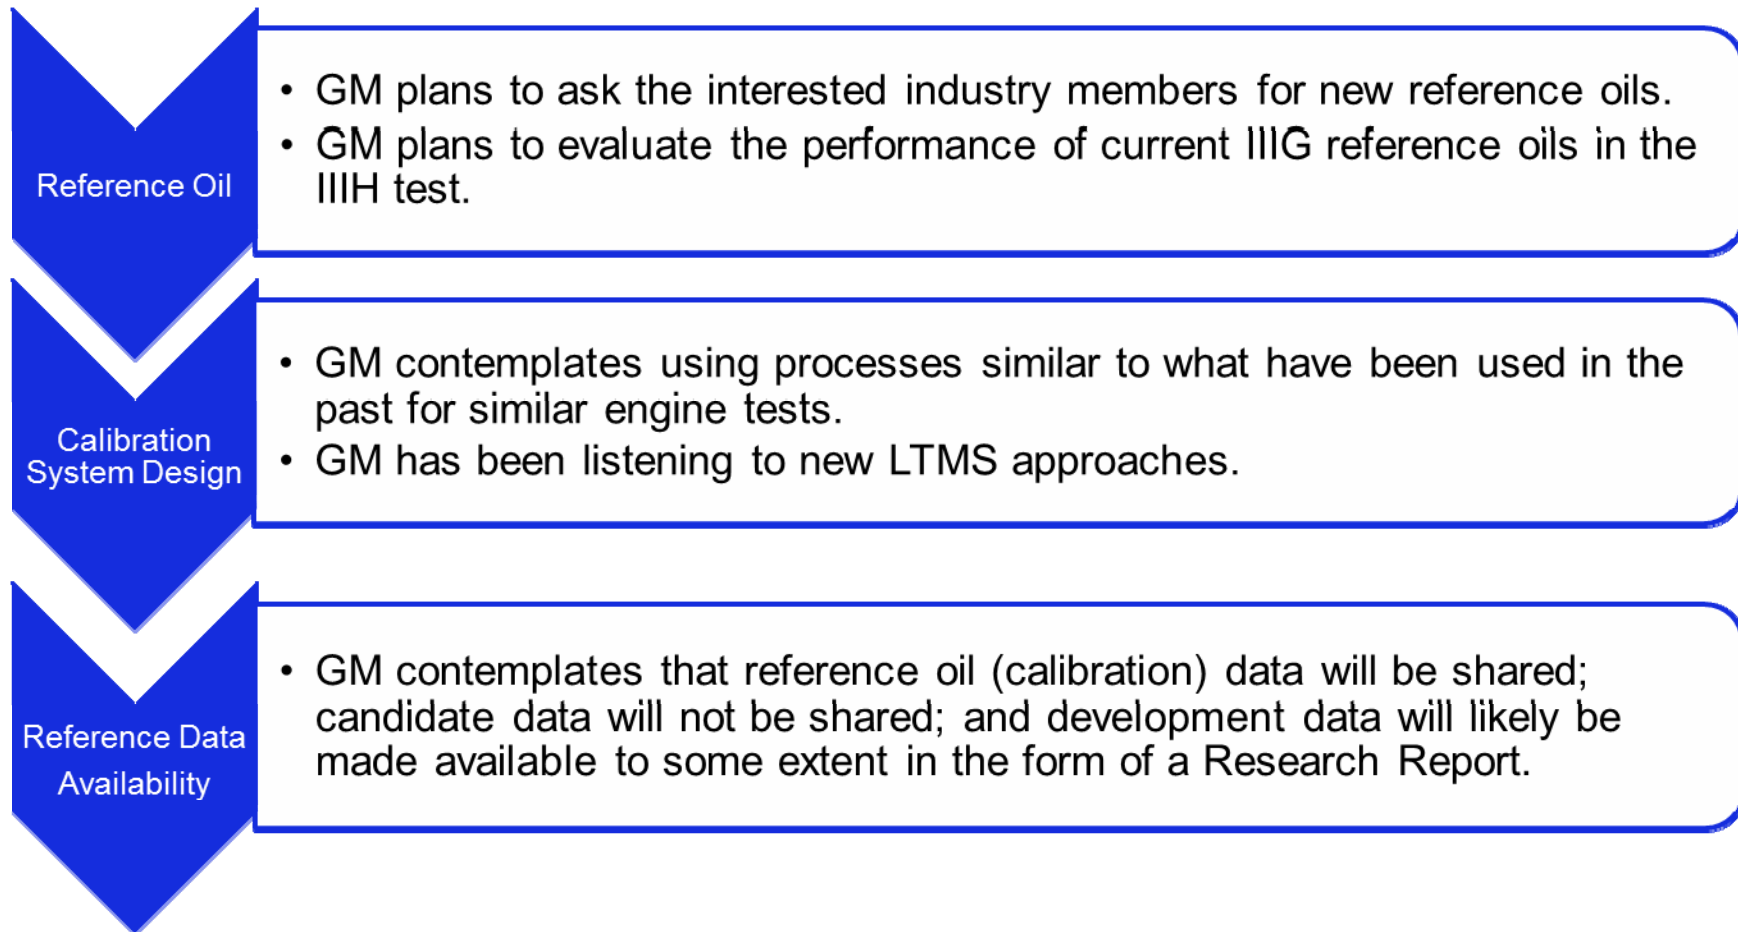 Reference Oil
• GM plans to ask the interested industry members for new reference oils.
• GM plans to evaluate the performance of current IIIG reference oils in the
IIIH test.
Calibration
System Design
• GM contemplates using processes similar to what have been used in the
past for similar engine tests.
• GM has been listening to new LTMS approaches.
Reference Data
Availability
• GM contemplates that reference oil (calibration) data will be shared;
candidate data will not be shared; and development data will likely be
made available to some extent in the form of a Research Report.